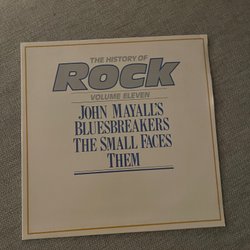 THE HISTORY OF
ROCK
VOLUME ELEVEN
JOHN MAYALL'S
BLUESBREAKERS
THE SMALL FACES
THEM